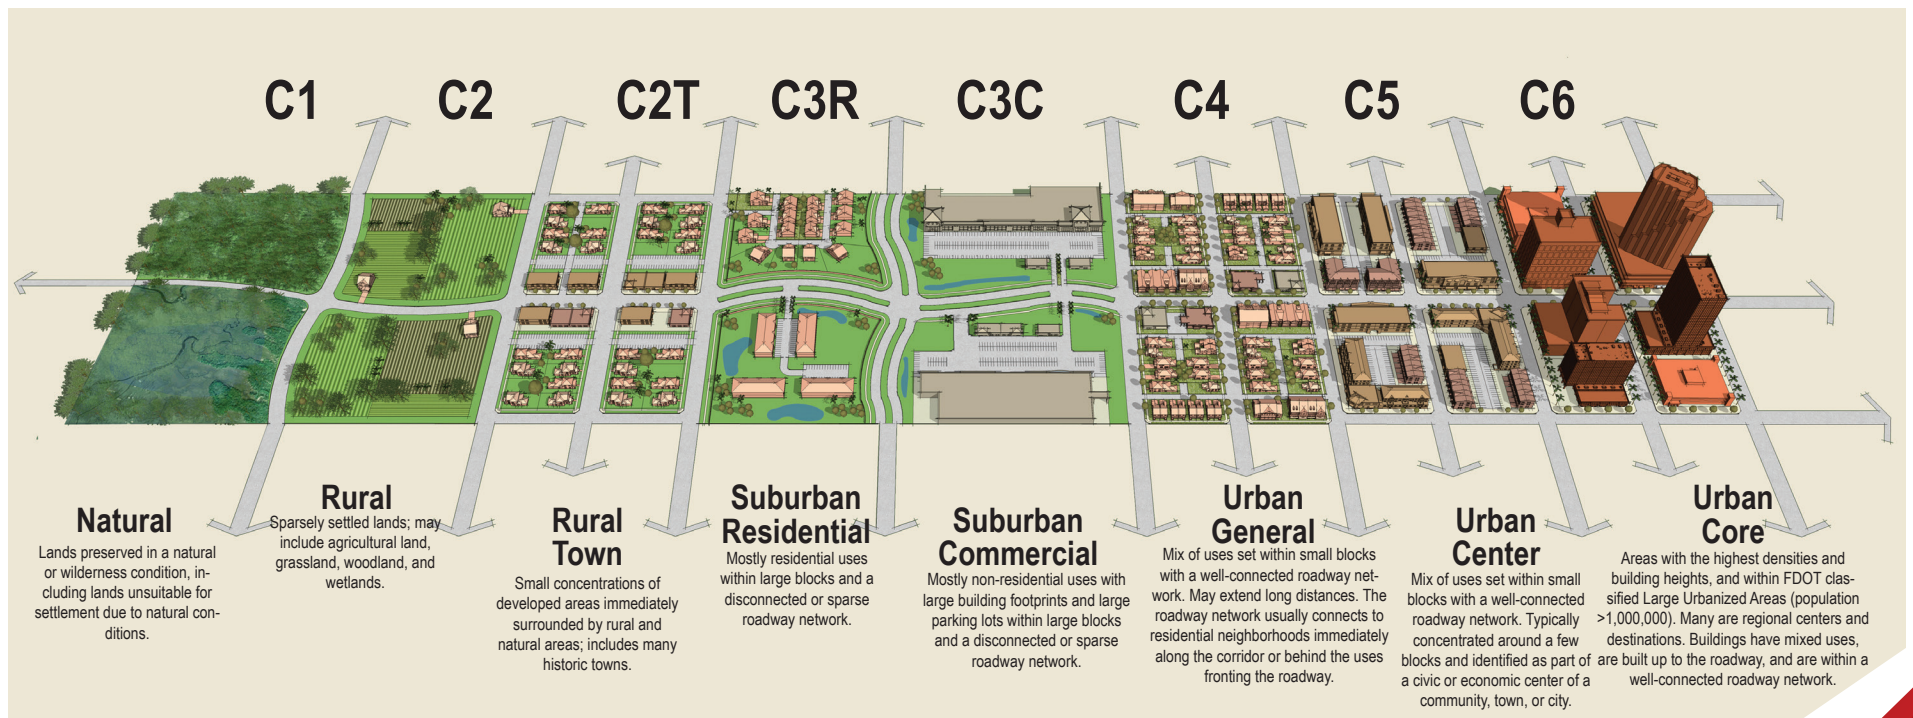 C1
C2
C2T
C3R
C3C
C4
C5
C6
Natural
Lands preserved in a natural
or wilderness condition, in-
cluding lands unsuitable for
settlement due to natural con-
ditions.
Rural
Sparsely settled lands; may
include agricultural land,
grassland, woodland, and
wetlands.
Rural
Town
Small concentrations of
developed areas immediately
surrounded by rural and
natural areas; includes many
historic towns.
Suburban
Residential
Mostly residential uses
within large blocks and a
disconnected or sparse
roadway network.
Suburban
Commercial
Mostly non-residential uses with
large building footprints and large
parking lots within large blocks
and a disconnected or sparse
roadway network.
Urban
General
Mix of uses set within small blocks
with a well-connected roadway net-
work. May extend long distances. The
roadway network usually connects to
residential neighborhoods immediately
along the corridor or behind the uses
fronting the roadway.
Urban
Center
Mix of uses set within small
blocks with a well-connected
roadway network. Typically
concentrated around a few
blocks and identified as part of
a civic or economic center of a
community, town, or city.
Urban
Core
Areas with the highest densities and
building heights, and within FDOT clas-
sified Large Urbanized Areas (population
>1,000,000). Many are regional centers and
destinations. Buildings have mixed uses,
are built up to the roadway, and are within a
well-connected roadway network.